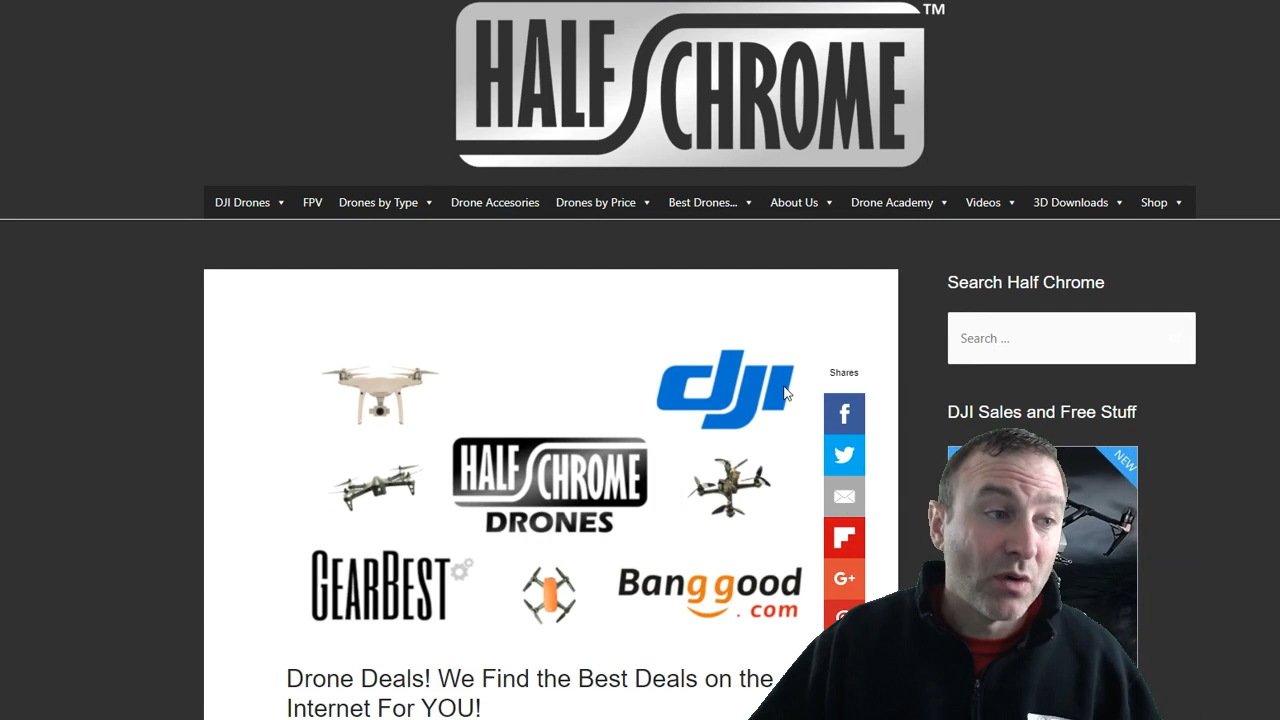 HALF CHROME™
DJI Drones FPV Drones by Type Drone Accesories Drones by Price Best Drones... About Us Drone Academy Videos 3D Downloads Shop
Search Half Chrome
Search ...
dji
Shares
f
DJI Sales and Free Stuff
NEW
HALF CHROME
DRONES
G+
GEARBEST
Banggood
.com
Drone Deals! We Find the Best Deals on the
Internet For YOU!